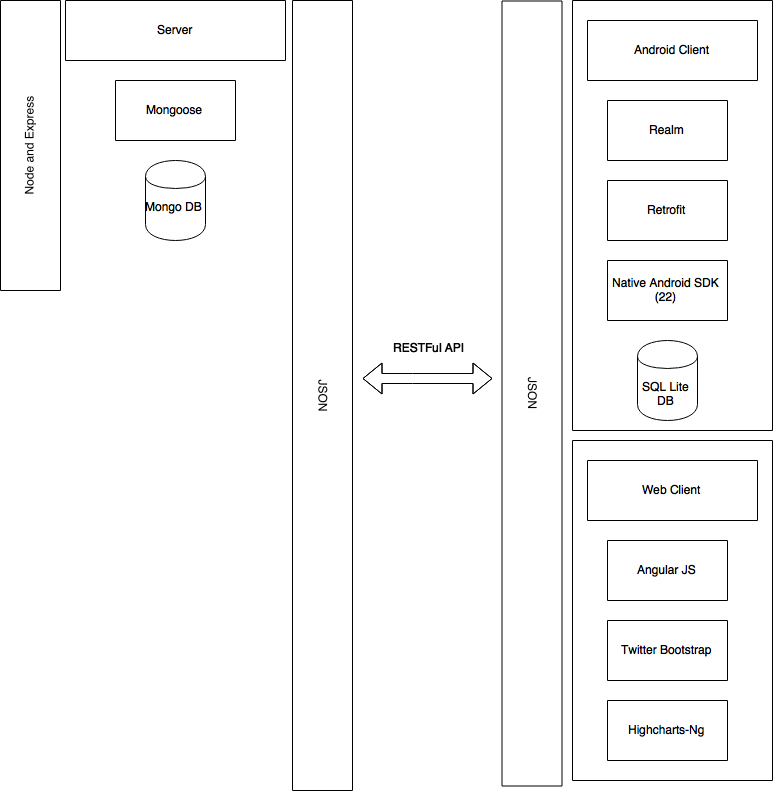 Node and Express
Server
Mongoose
Mongo DB
JSON
RESTFul API
JSON
Android Client
Realm
Retrofit
Native Android SDK
(22)
SQL Lite
DB
Web Client
Angular JS
Twitter Bootstrap
Highcharts-Ng